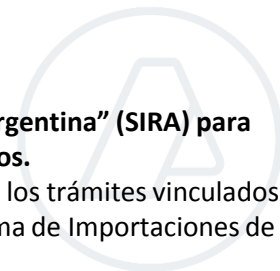 rgentina” (SIRA) para
os.
los trámites vinculados
ma de Importaciones de